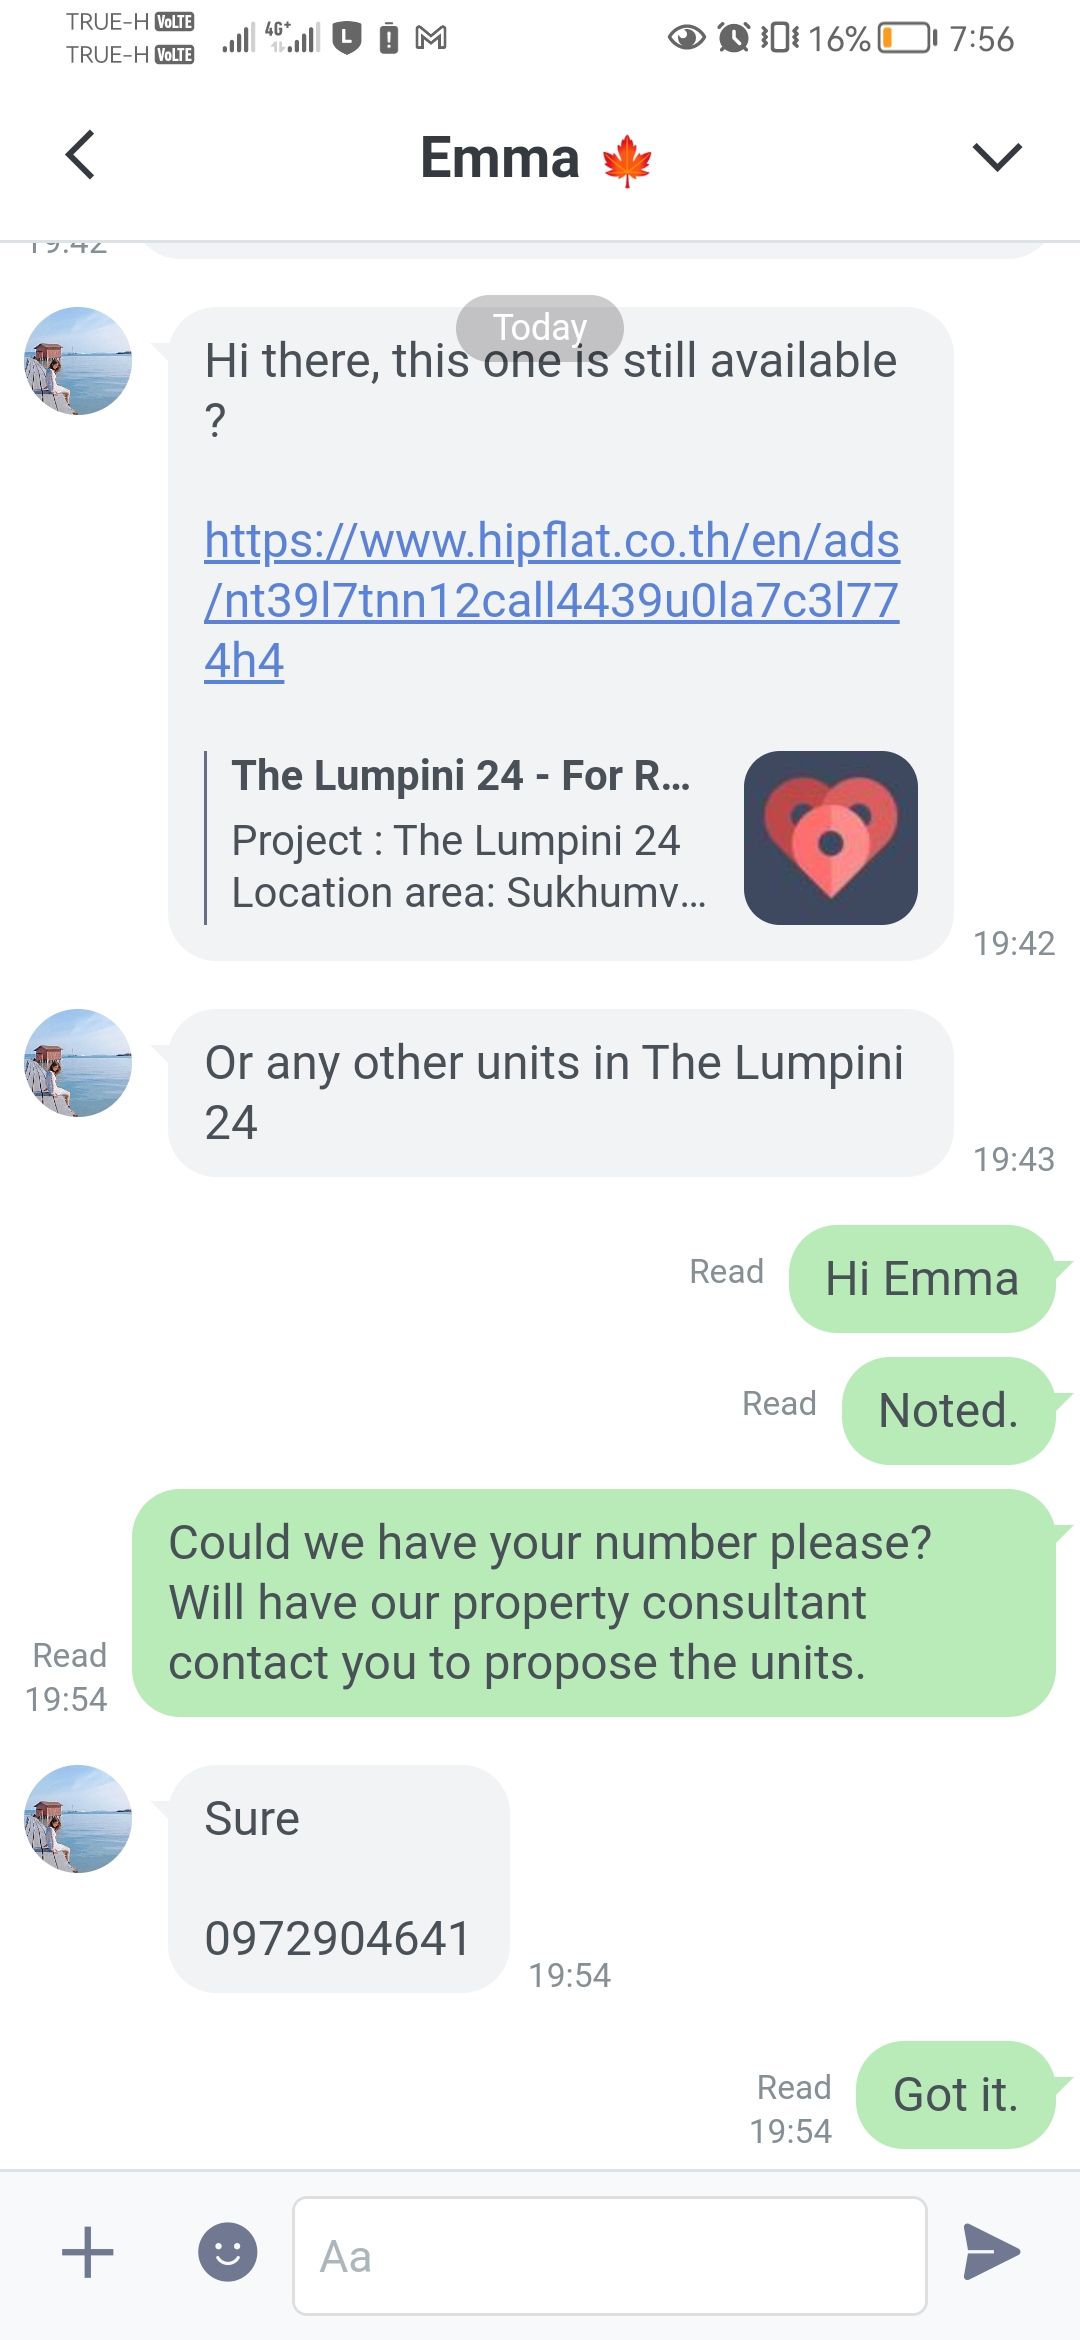 TRUE-H VoLTE
TRUE-H VoLTE
4G+
16%
7:56
Emma
19:42
Today
Hi there, this one is still available
?
https://www.hipflat.co.th/en/ads
/nt39l7tnn12call4439u0la7c3l77
4h4
The Lumpini 24 - For R...
Project : The Lumpini 24
Location area: Sukhumv...
19:42
Or any other units in The Lumpini
24
19:43
Read
Hi Emma
Read
Noted.
Could we have your number please?
Will have our property consultant
contact you to propose the units.
Read
19:54
Sure
0972904641
19:54
Read
19:54
Got it.
Aa